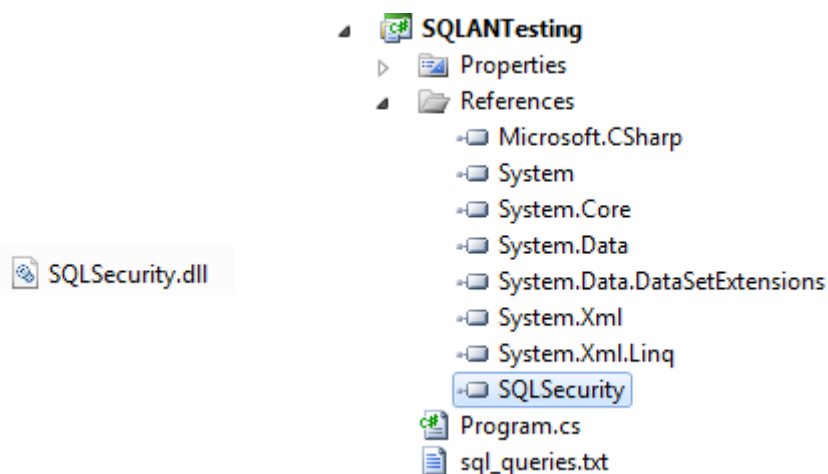 SQLANTesting
Properties
References
Microsoft.CSharp
System
System.Core
System.Data
SQLSecurity.dll
System.Data.DataSetExtensions
System.Xml
System.Xml.Linq
SQLSecurity
Program.cs
sql_queries.txt